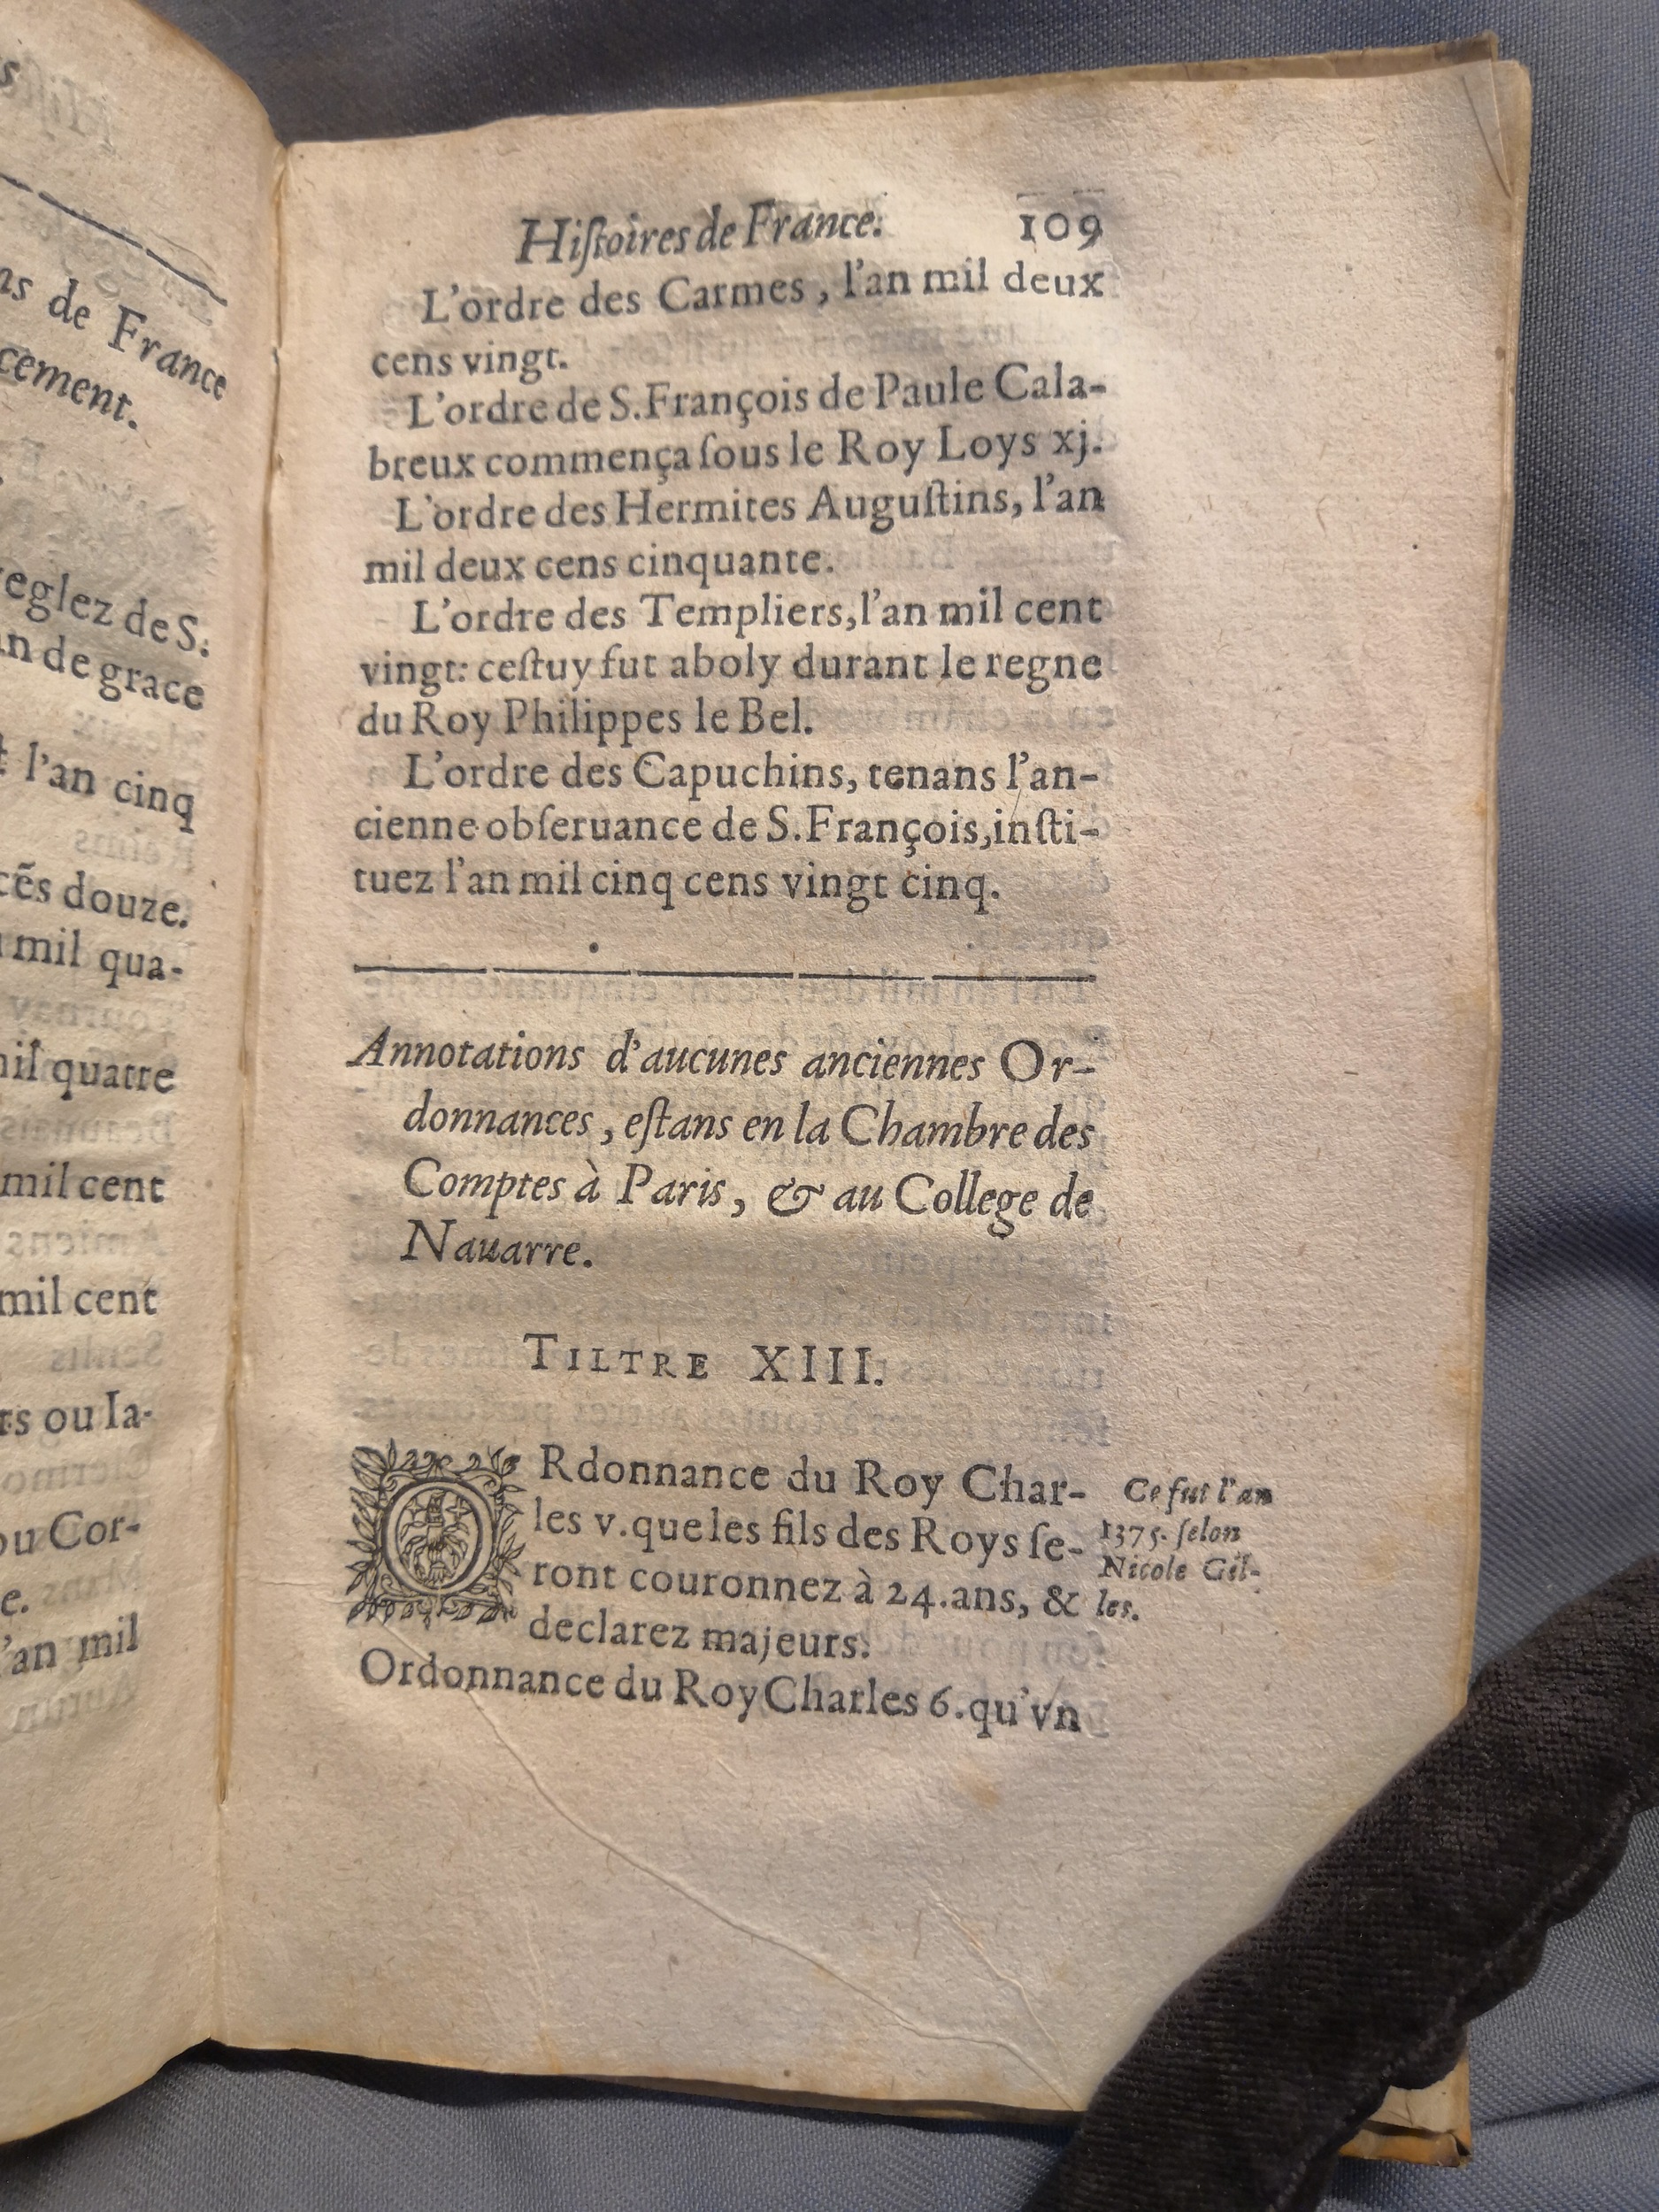 ns de France
cement.
reglez de S.
an de grace
l'an cinq
cẽs douze.
mil qua-
mil quatre
mil cent
mil cent
rs ou Ia-
ou Cor-
e.
l'an mil
Hiſtoires de France. 109
L'ordre des Carmes, l'an mil deux
cens vingt.
L'ordre de S. François de Paule Cala-
breux commença ſous le Roy Loys xj.
L'ordre des Hermites Auguſtins, l'an
mil deux cens cinquante.
L'ordre des Templiers, l'an mil cent
vingt: ceſtuy fut aboly durant le regne
du Roy Philippes le Bel.
L'ordre des Capuchins, tenans l'an-
cienne obſeruance de S. François, inſti-
tuez l'an mil cinq cens vingt cinq.
Annotations d'aucunes anciennes Or-
donnances, eſtans en la Chambre des
Comptes à Paris, & au College de
Nauarre.
TILTRE XIII.
ORdonnance du Roy Char-
les v. que les fils des Roys ſe-
ront couronnez à 24. ans, &
declarez majeurs.
Ordonnance du Roy Charles 6. qu'vn
Ce fut l'an
1375. ſelon
Nicole Gil-
les.